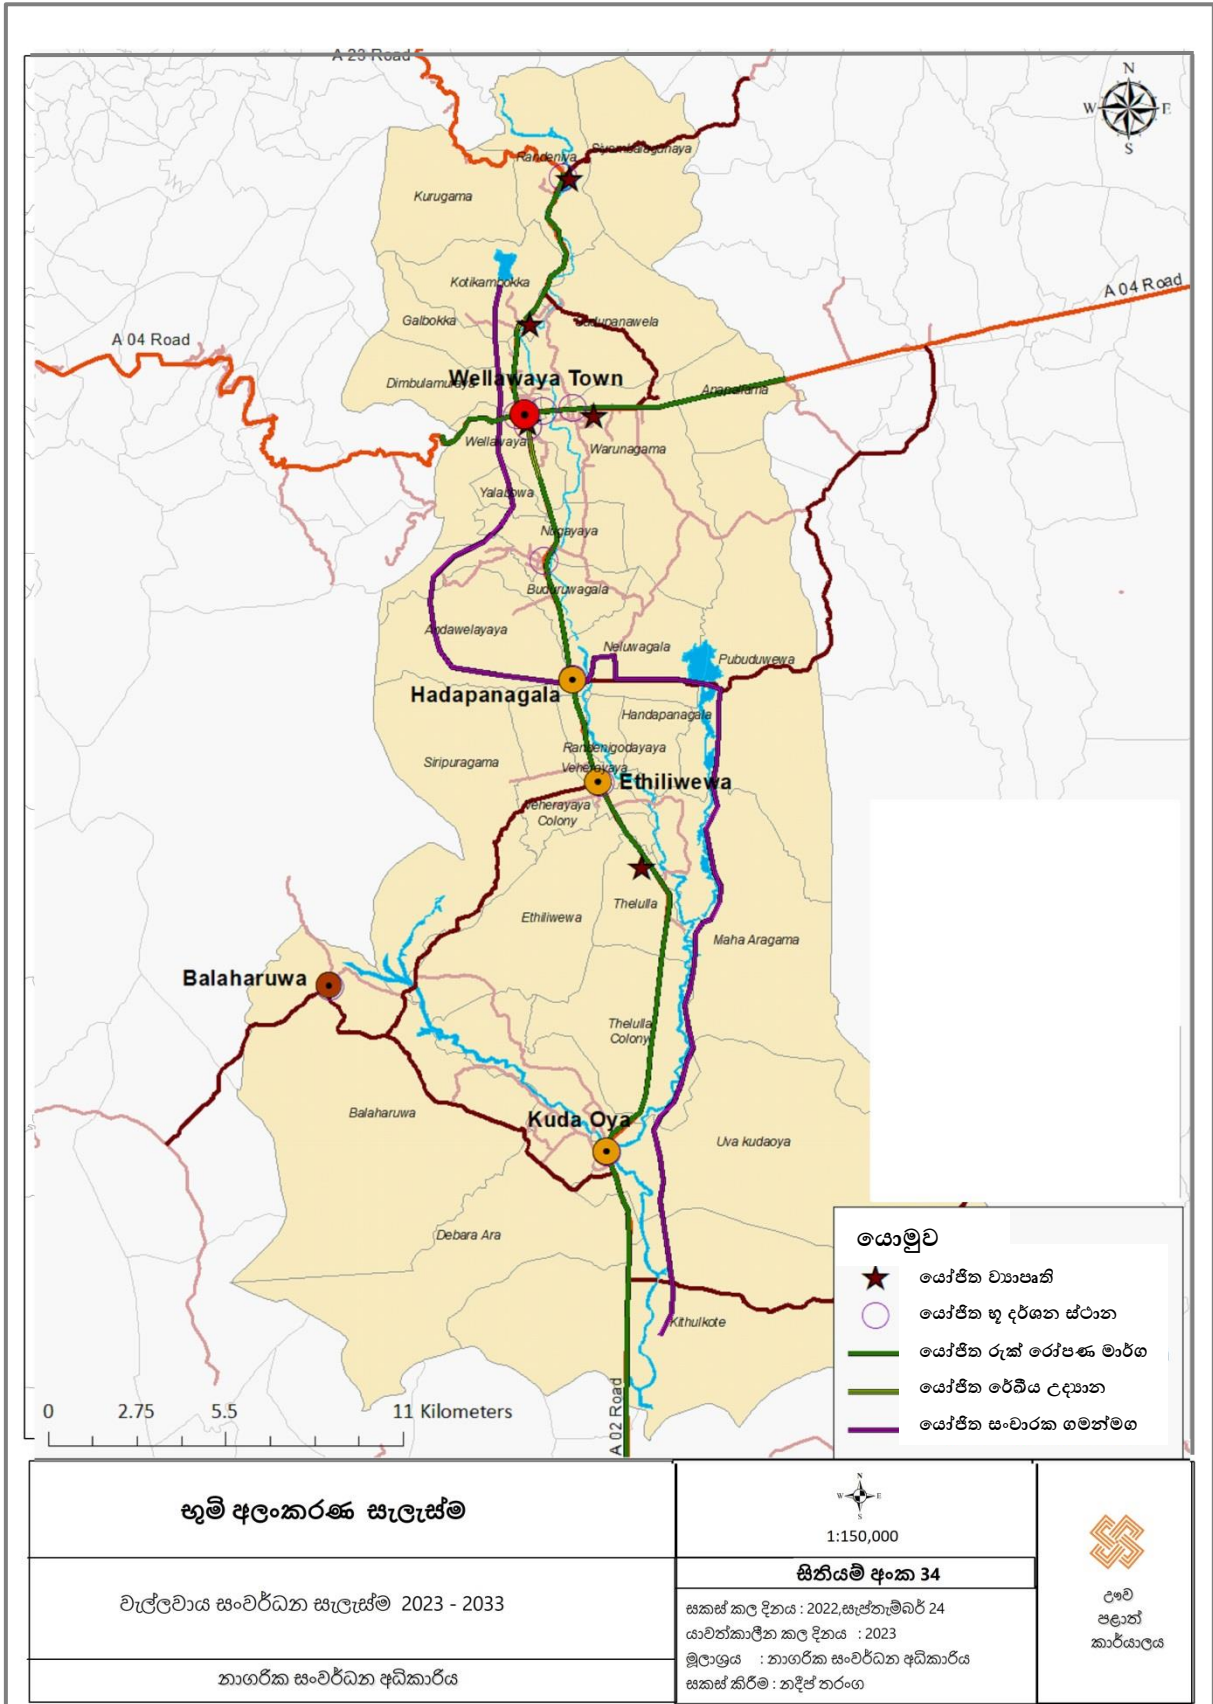 A 23 Road
N
W E
S
Randeniya
Siyambalagunaya
Kurugama
Kotikambokka
A 04 Road
Galbokka
Kudupanawela
A 04 Road
Wellawaya Town
Dimbulamuraya
Anapallama
Wellawaya
Warunagama
Yalabowa
Nugayaya
Buduruwagala
Andawelayaya
Neluwagala
Pubuduwewa
Hadapanagala
Handapanagala
Randenigodayaya
Siripuragama
Veherayaya
Ethiliwewa
Veherayaya
Colony
Ethiliwewa
Thelulla
Maha Aragama
Balaharuwa
Thelulla
Colony
Balaharuwa
Kuda Oya
Uva kudaoya
Debara Ara
Kithulkote
A 02 Road
යොමුව
යෝජිත ව්‍යාපෘති
යෝජිත භූ දර්ශන ස්ථාන
යෝජිත රුක් රෝපණ මාර්ග
යෝජිත රේඛීය උද්‍යාන
යෝජිත සංචාරක ගමන්මග
0 2.75 5.5 11 Kilometers
භූමි අලංකරණ සැලැස්ම
වැල්ලවාය සංවර්ධන සැලැස්ම 2023 - 2033
නාගරික සංවර්ධන අධිකාරිය
N
W E
S
1:150,000
සිතියම් අංක 34
සකස් කල දිනය : 2022,සැප්තැම්බර් 24
යාවත්කාලීන කල දිනය : 2023
මූලාශ්‍රය : නාගරික සංවර්ධන අධිකාරිය
සකස් කිරීම : නදීප් තරංග
ඌව
පළාත්
කාර්යාලය